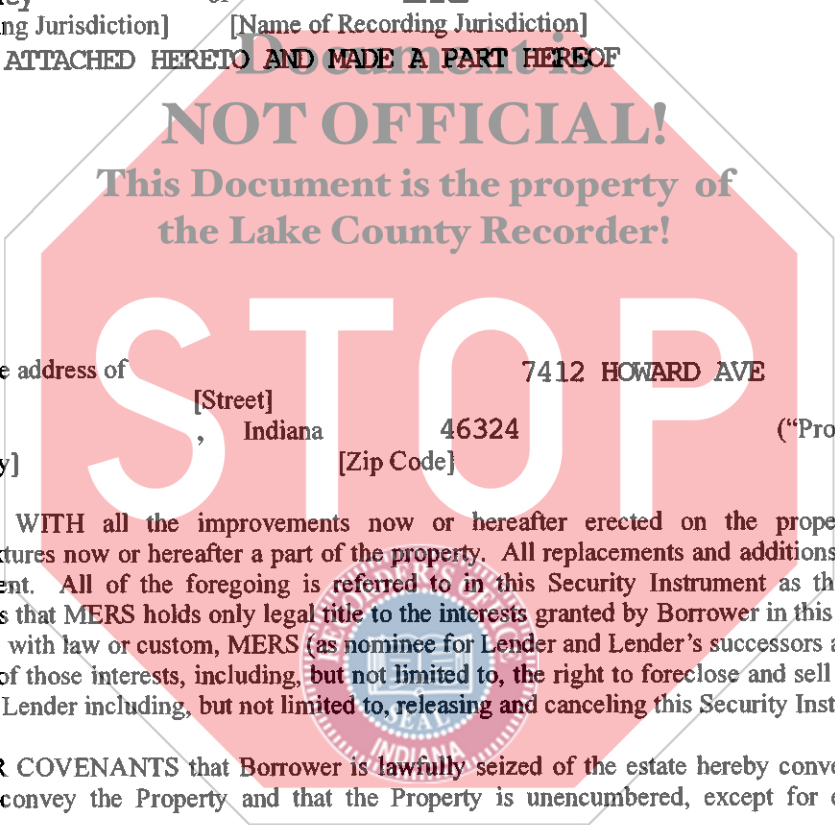 ng Jurisdiction] [Name of Recording Jurisdiction]
ATTACHED HERETO AND MADE A PART HEREOF
Document is
NOT OFFICIAL!
This Document is the property of
the Lake County Recorder!
STOP
e address of 7412 HOWARD AVE
[Street]
, Indiana 46324 (“Pro
y] [Zip Code]
WITH all the improvements now or hereafter erected on the prope
tures now or hereafter a part of the property. All replacements and additions
ent. All of the foregoing is referred to in this Security Instrument as th
s that MERS holds only legal title to the interests granted by Borrower in this
with law or custom, MERS (as nominee for Lender and Lender’s successors a
of those interests, including, but not limited to, the right to foreclose and sell
Lender including, but not limited to, releasing and canceling this Security Inst
SEAL
INDIANA
R COVENANTS that Borrower is lawfully seized of the estate hereby conve
convey the Property and that the Property is unencumbered, except for e